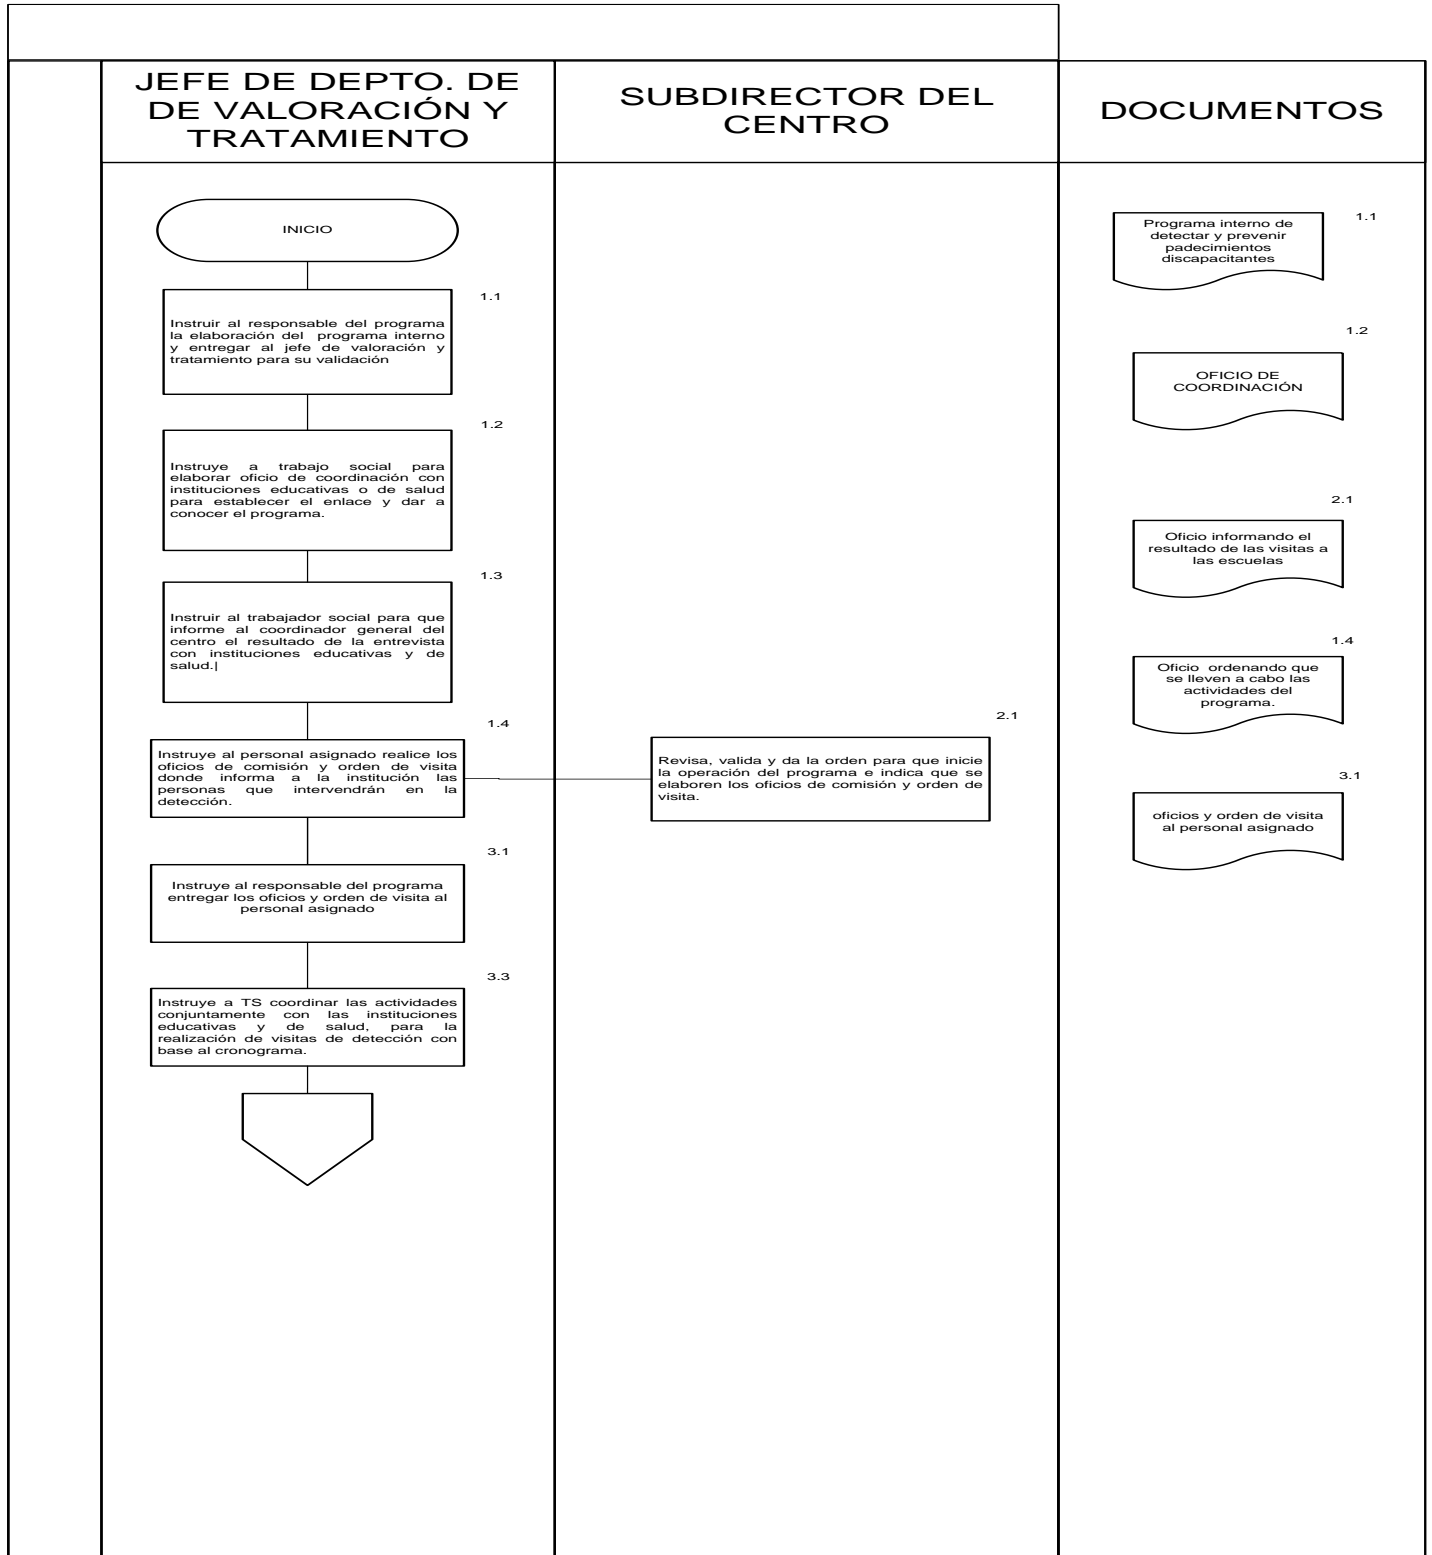 JEFE DE DEPTO. DE
DE VALORACIÓN Y
TRATAMIENTO
SUBDIRECTOR DEL
CENTRO
DOCUMENTOS
INICIO
1.1
Instruir al responsable del programa
la elaboración del programa interno
y entregar al jefe de valoración y
tratamiento para su validación
1.2
Instruye a trabajo social para
elaborar oficio de coordinación con
instituciones educativas o de salud
para establecer el enlace y dar a
conocer el programa.
1.3
Instruir al trabajador social para que
informe al coordinador general del
centro el resultado de la entrevista
con instituciones educativas y de
salud.|
1.4
Instruye al personal asignado realice los
oficios de comisión y orden de visita
donde informa a la institución las
personas que intervendrán en la
detección.
2.1
Revisa, valida y da la orden para que inicie
la operación del programa e indica que se
elaboren los oficios de comisión y orden de
visita.
3.1
Instruye al responsable del programa
entregar los oficios y orden de visita al
personal asignado
3.3
Instruye a TS coordinar las actividades
conjuntamente con las instituciones
educativas y de salud, para la
realización de visitas de detección con
base al cronograma.
1.1
Programa interno de
detectar y prevenir
padecimientos
discapacitantes
1.2
OFICIO DE
COORDINACIÓN
2.1
Oficio informando el
resultado de las visitas a
las escuelas
1.4
Oficio ordenando que
se lleven a cabo las
actividades del
programa.
3.1
oficios y orden de visita
al personal asignado